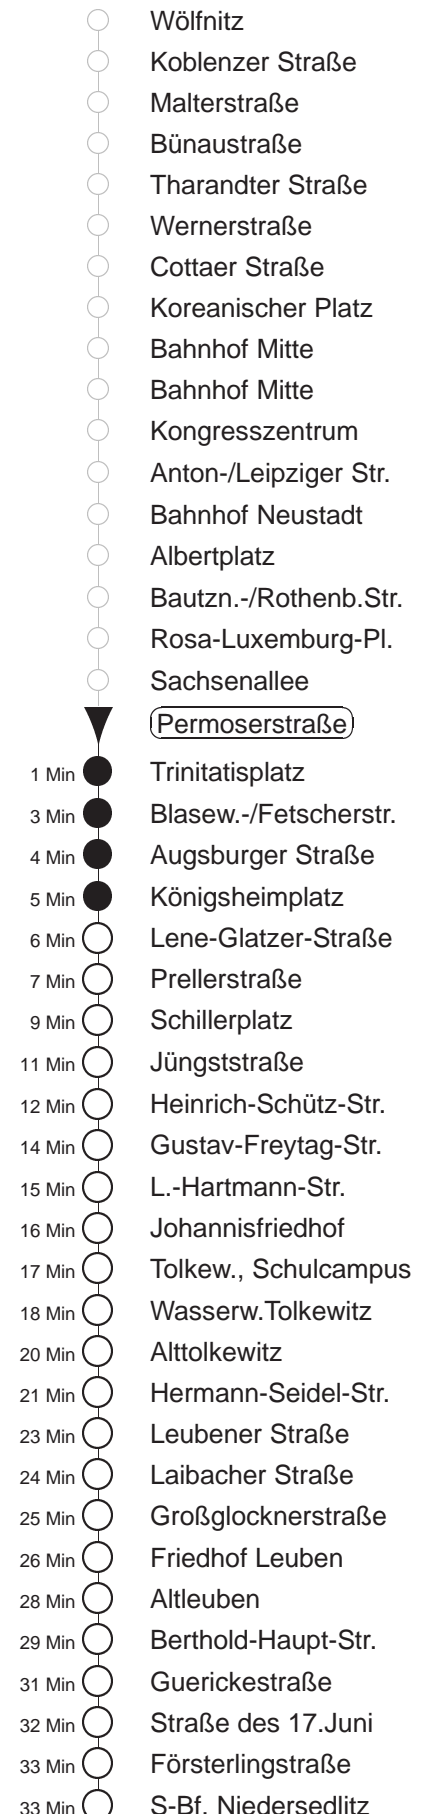 Wölfnitz
Koblenzer Straße
Malterstraße
Bünaustraße
Tharandter Straße
Wernerstraße
Cottaer Straße
Koreanischer Platz
Bahnhof Mitte
Bahnhof Mitte
Kongresszentrum
Anton-/Leipziger Str.
Bahnhof Neustadt
Albertplatz
Bautzn.-/Rothenb.Str.
Rosa-Luxemburg-Pl.
Sachsenallee
Permoserstraße
1 Min Trinitatisplatz
3 Min Blasew.-/Fetscherstr.
4 Min Augsburger Straße
5 Min Königsheimplatz
6 Min Lene-Glatzer-Straße
7 Min Prellerstraße
9 Min Schillerplatz
11 Min Jüngststraße
12 Min Heinrich-Schütz-Str.
14 Min Gustav-Freytag-Str.
15 Min L.-Hartmann-Str.
16 Min Johannisfriedhof
17 Min Tolkew., Schulcampus
18 Min Wasserw.Tolkewitz
20 Min Alttolkewitz
21 Min Hermann-Seidel-Str.
23 Min Leubener Straße
24 Min Laibacher Straße
25 Min Großglocknerstraße
26 Min Friedhof Leuben
28 Min Altleuben
29 Min Berthold-Haupt-Str.
31 Min Guerickestraße
32 Min Straße des 17.Juni
33 Min Försterlingstraße
33 Min S-Bf. Niedersedlitz